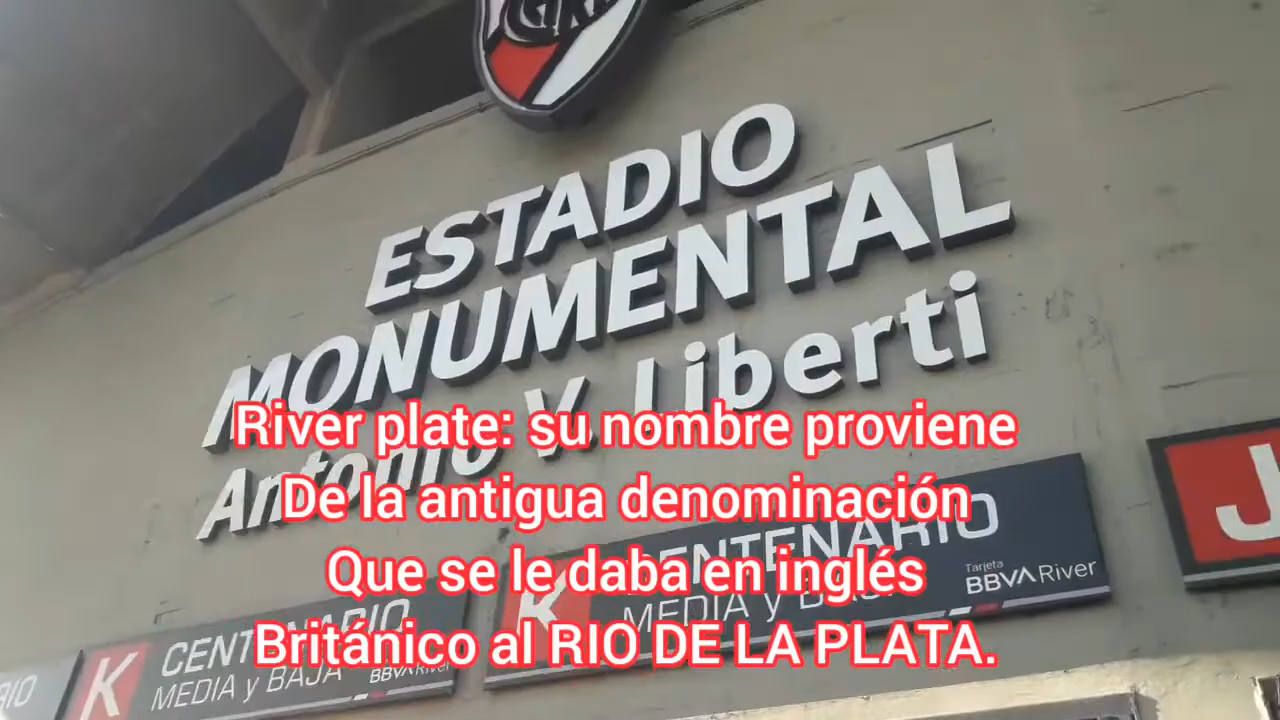 CARP
ESTADIO
MONUMENTAL
Antonio V. Liberti
River plate: su nombre proviene
De la antigua denominación
Que se le daba en inglés
Británico al RIO DE LA PLATA.
K CENTENARIO
MEDIA y BAJA
Tarjeta
BBVA River
J
K CENTENARIO
MEDIA y BAJA
BBVA River